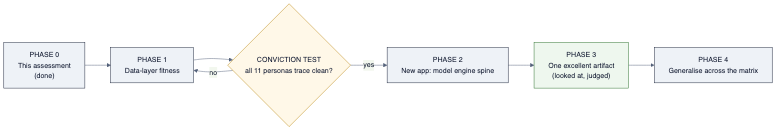 PHASE 0
This assessment
(done)
PHASE 1
Data-layer fitness
no
CONVICTION TEST
all 11 personas trace clean?
yes
PHASE 2
New app: model engine spine
PHASE 3
One excellent artifact
(looked at, judged)
PHASE 4
Generalise across the matrix